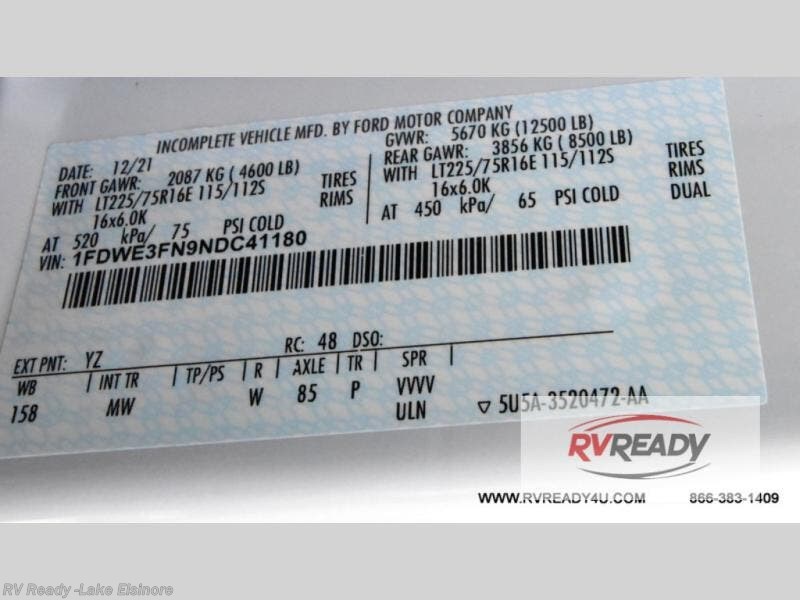 INCOMPLETE VEHICLE MFD. BY FORD MOTOR COMPANY
DATE: 12/21
FRONT GAWR: 2087 KG ( 4600 LB)
WITH LT225/75R16E 115/112S TIRES
16x6.0K RIMS
AT 520 kPa/ 75 PSI COLD
GVWR: 5670 KG (12500 LB)
REAR GAWR: 3856 KG ( 8500 LB)
WITH LT225/75R16E 115/112S TIRES
16x6.0K RIMS
AT 450 kPa/ 65 PSI COLD DUAL
VIN: 1FDWE3FN9NDC41180
EXT PNT: YZ RC: 48 DSO:
WB INT TR TP/PS R AXLE TR SPR
158 MW W 85 P VVVV
ULN ▽ 5U5A-3520472-AA
RVREADY
WWW.RVREADY4U.COM 866-383-1409
RV Ready -Lake Elsinore